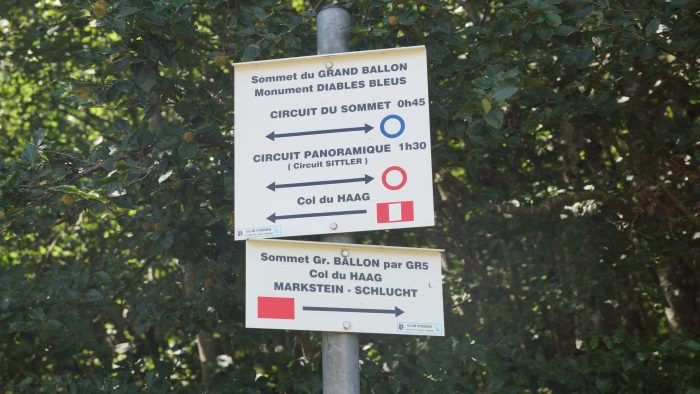 Sommet du GRAND BALLON
Monument DIABLES BLEUS
CIRCUIT DU SOMMET 0h45
CIRCUIT PANORAMIQUE 1h30
( Circuit SITTLER )
Col du HAAG
CLUB VOSGIEN
Sommet Gr. BALLON par GR5
Col du HAAG
MARKSTEIN - SCHLUCHT
CLUB VOSGIEN